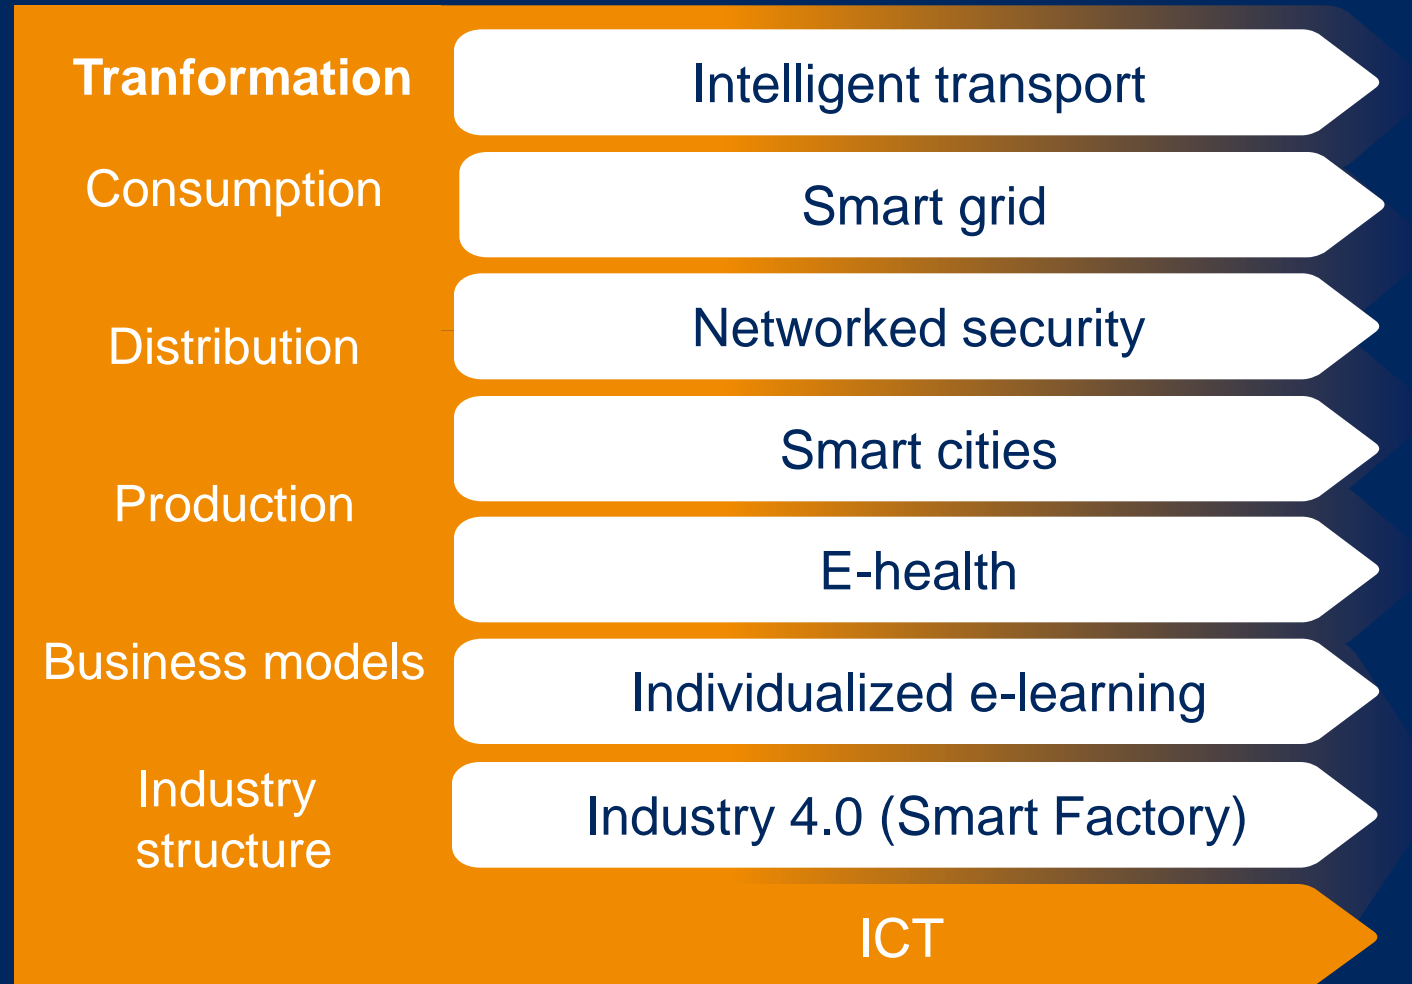 Tranformation
Consumption
Distribution
Production
Business models
Industry
structure
Intelligent transport
Smart grid
Networked security
Smart cities
E-health
Individualized e-learning
Industry 4.0 (Smart Factory)
ICT